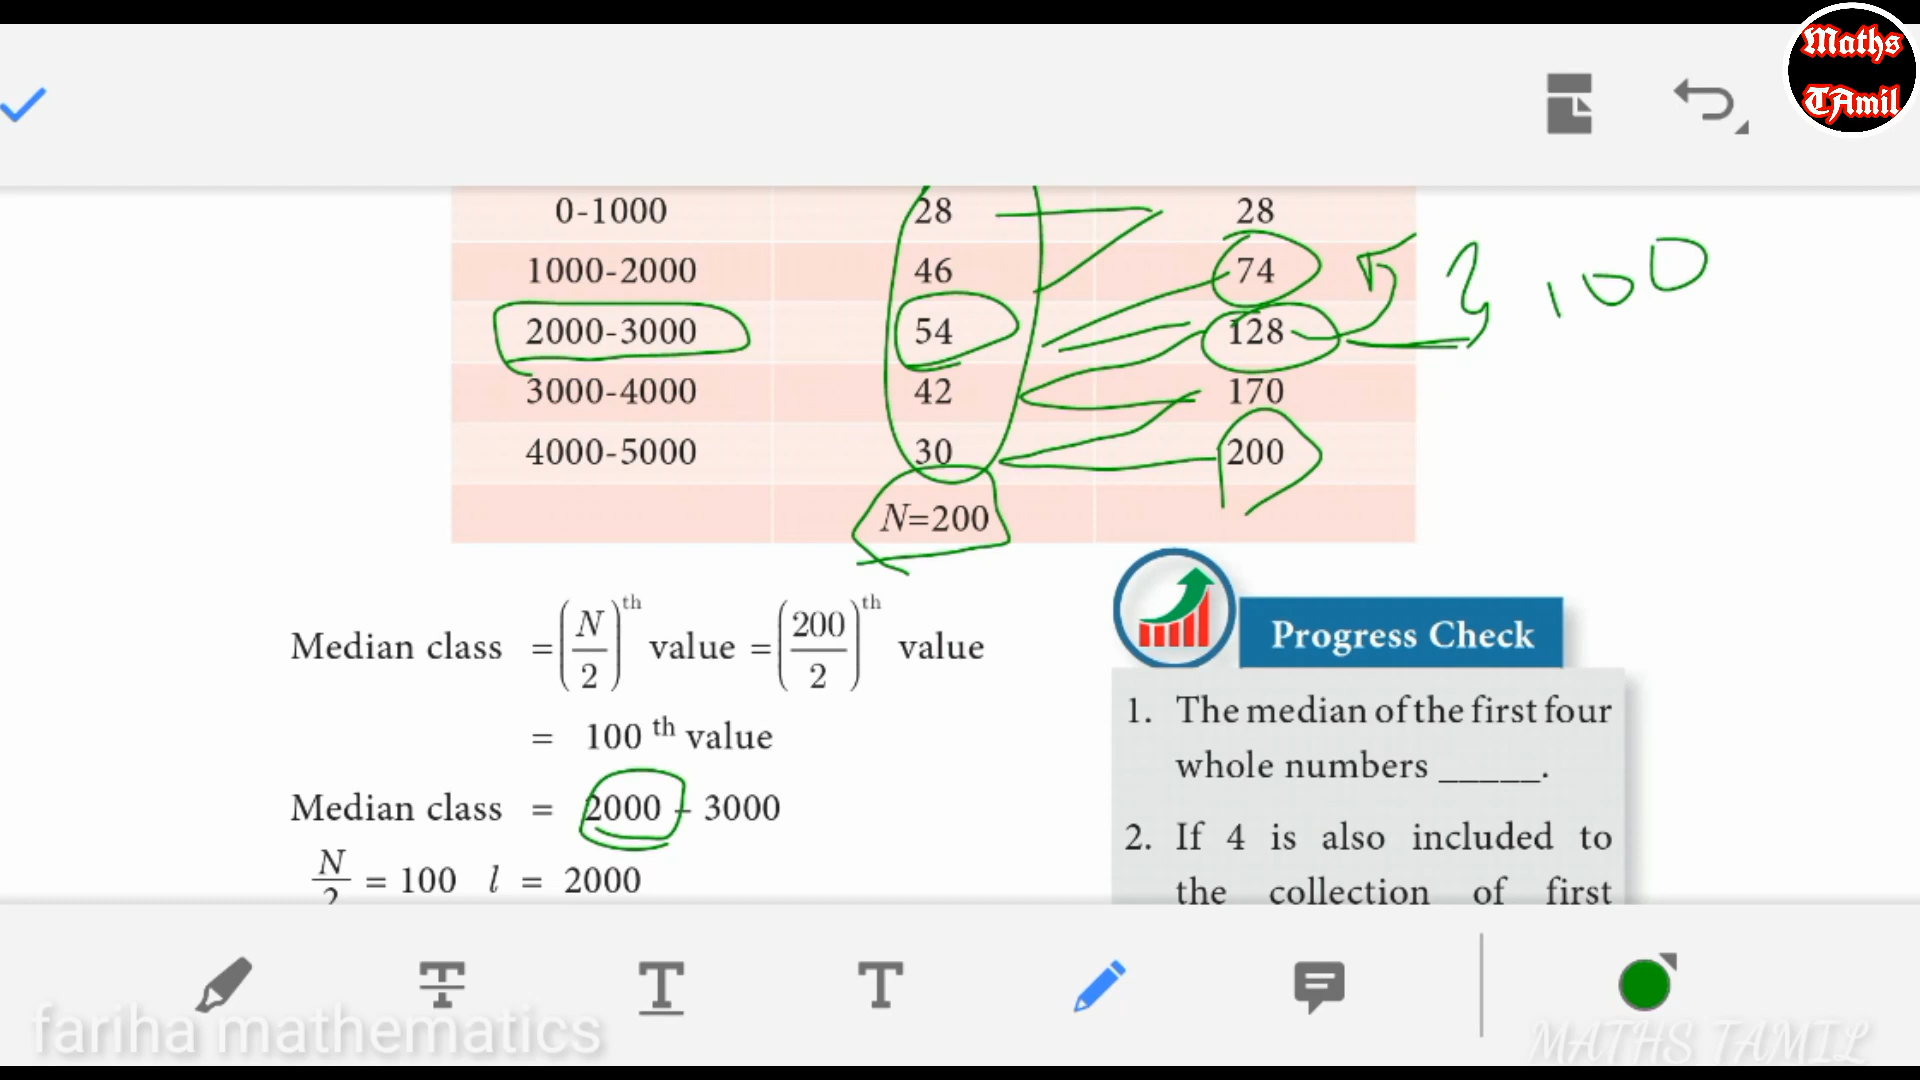 Maths
TAmil
0-1000 28 28
1000-2000 46 74
2000-3000 54 128
100
3000-4000 42 170
4000-5000 30 200
N=200
Median class = (N/2)th value = (200/2)th value
= 100 th value
Median class = 2000 – 3000
N/2 = 100 l = 2000
Progress Check
1. The median of the first four
whole numbers _____.
2. If 4 is also included to
the collection of first
fariha mathematics
MATHS TAMIL